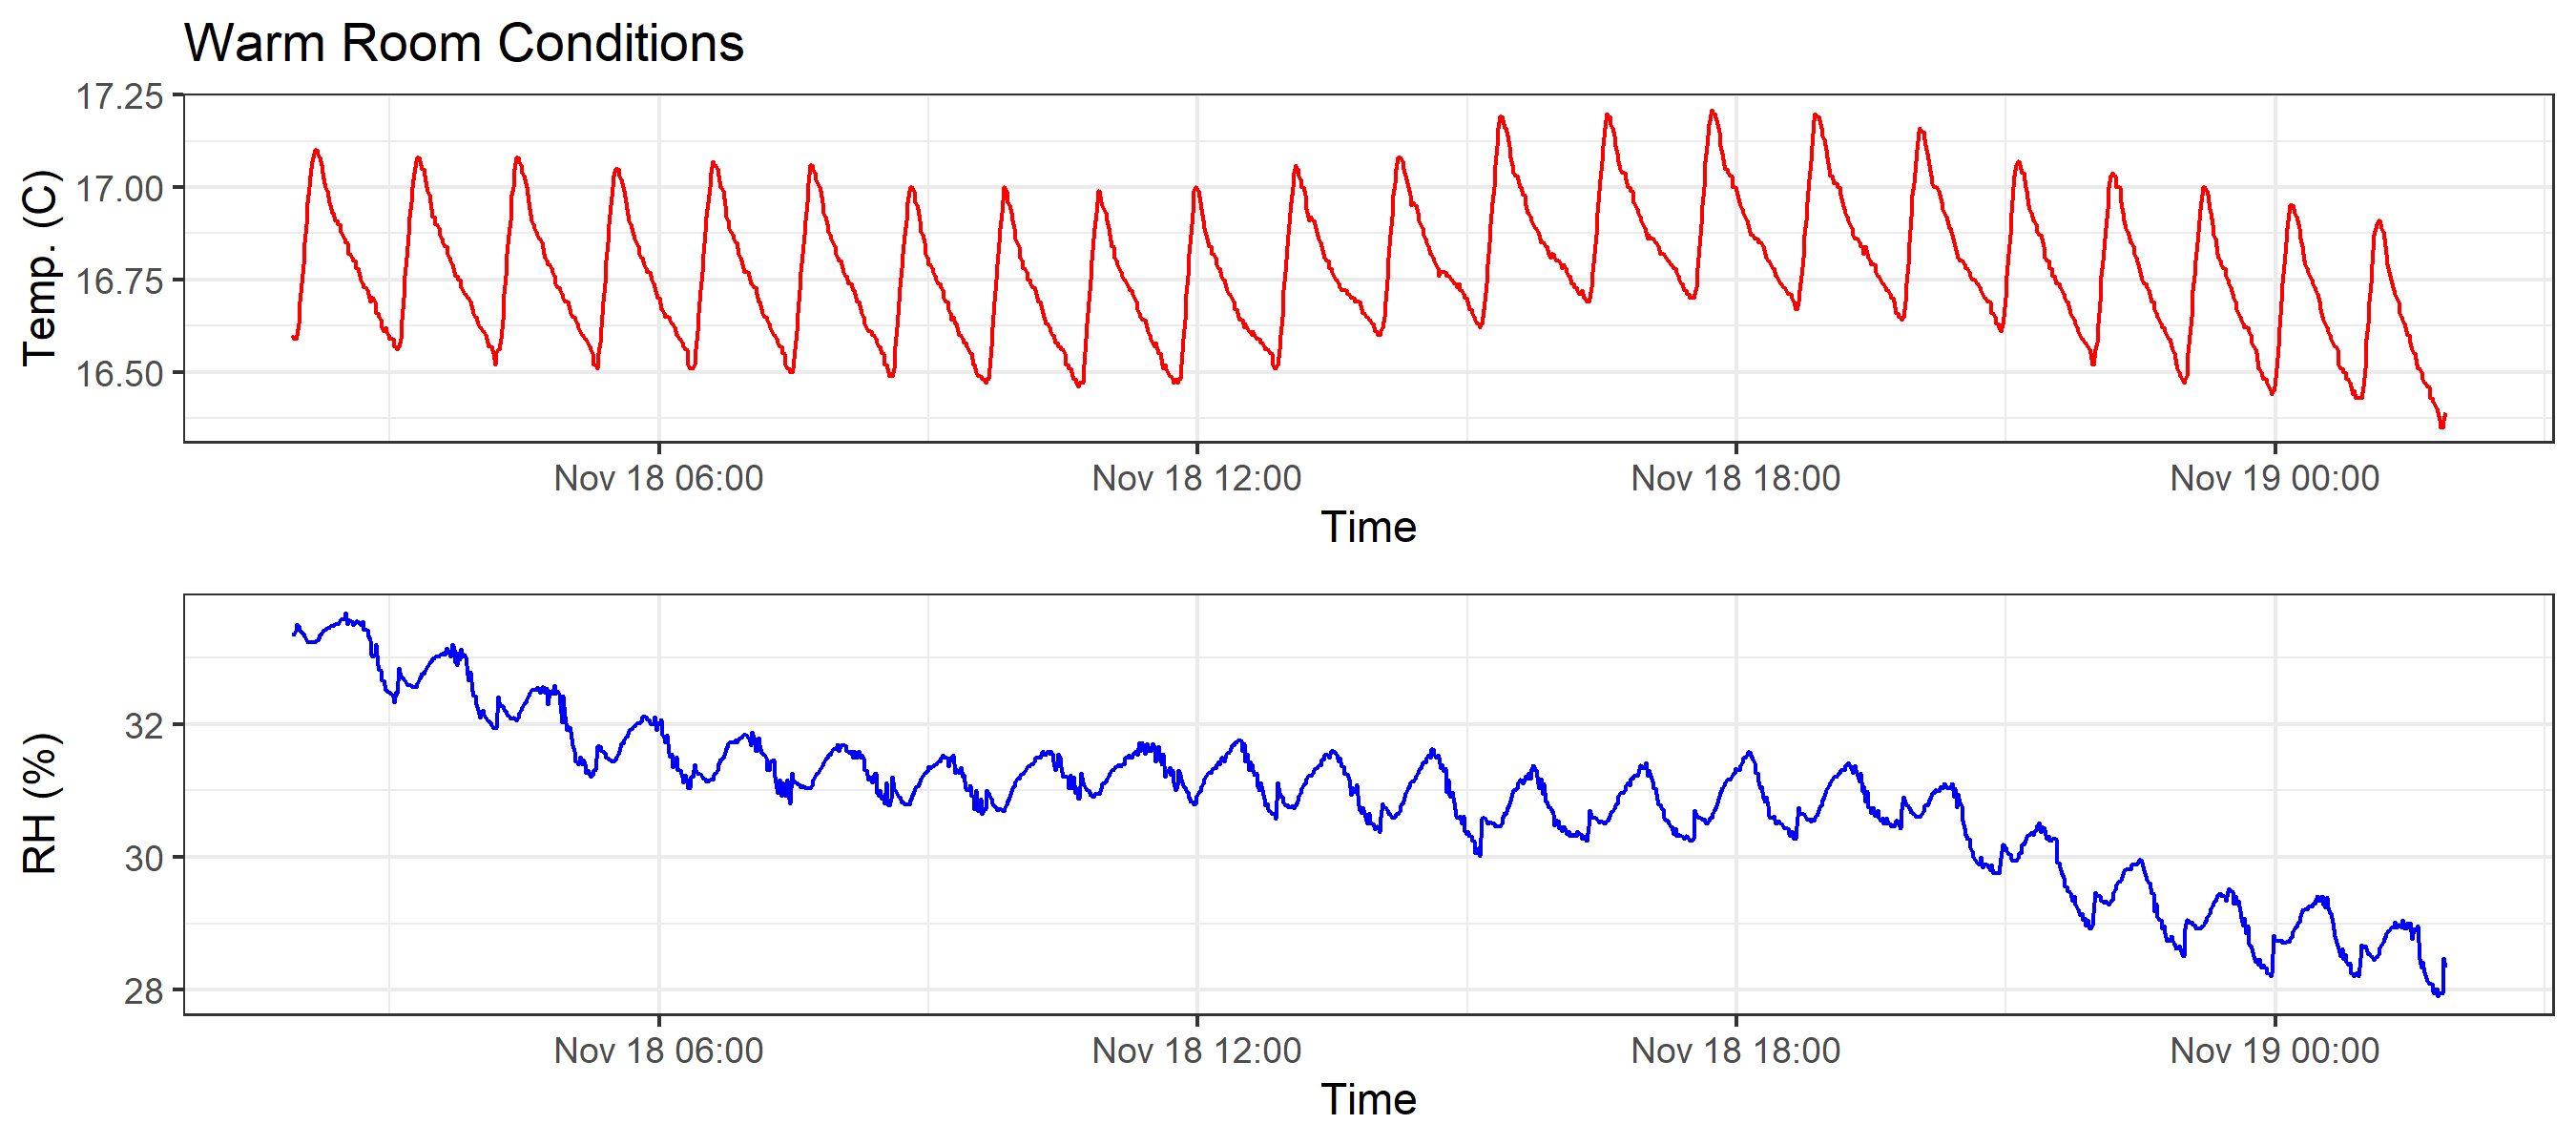 Warm Room Conditions
Temp. (C)
17.25
17.00
16.75
16.50
Nov 18 06:00 Nov 18 12:00 Nov 18 18:00 Nov 19 00:00
Time
RH (%)
32
30
28
Nov 18 06:00 Nov 18 12:00 Nov 18 18:00 Nov 19 00:00
Time